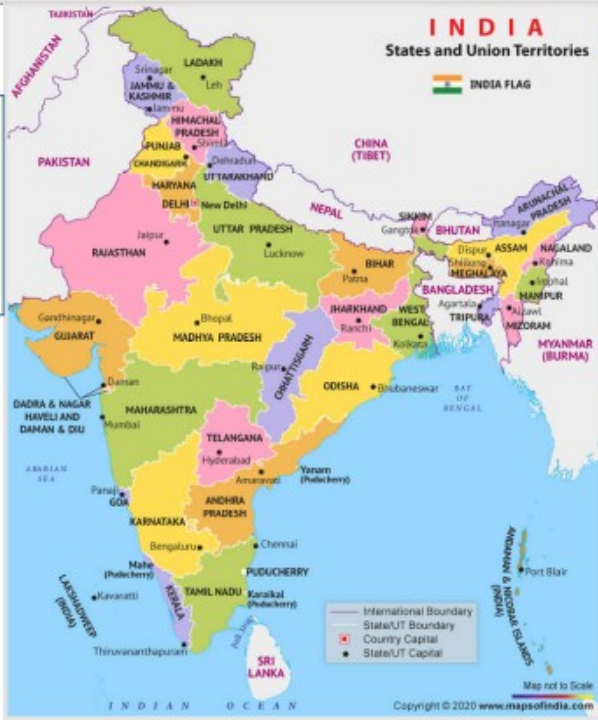 INDIA
States and Union Territories
INDIA FLAG
TAJIKISTAN
AFGHANISTAN
PAKISTAN
CHINA
(TIBET)
NEPAL
BHUTAN
BANGLADESH
MYANMAR
(BURMA)
SRI
LANKA
LADAKH
Leh
Srinagar
JAMMU &
KASHMIR
Jammu
HIMACHAL
PRADESH
Shimla
PUNJAB
CHANDIGARH
Dehradun
UTTARAKHAND
HARYANA
DELHI
New Delhi
RAJASTHAN
Jaipur
UTTAR PRADESH
Lucknow
BIHAR
Patna
SIKKIM
Gangtok
ARUNACHAL
PRADESH
Itanagar
Dispur
ASSAM
NAGALAND
Kohima
Shillong
MEGHALAYA
Imphal
MANIPUR
Agartala
TRIPURA
Aizawl
MIZORAM
Gandhinagar
GUJARAT
Bhopal
MADHYA PRADESH
JHARKHAND
Ranchi
WEST
BENGAL
Kolkata
CHHATTISGARH
Raipur
ODISHA
Bhubaneswar
Daman
DADRA & NAGAR
HAVELI AND
DAMAN & DIU
MAHARASHTRA
Mumbai
TELANGANA
Hyderabad
Amaravati
Yanam
(Puducherry)
ANDHRA
PRADESH
Panaji
GOA
KARNATAKA
Bengaluru
Chennai
Mahe
(Puducherry)
PUDUCHERRY
KERALA
TAMIL NADU
Karaikal
(Puducherry)
Thiruvananthapuram
LAKSHADWEEP
(INDIA)
Kavaratti
ANDAMAN & NICOBAR ISLANDS
(INDIA)
Port Blair
ARABIAN
SEA
BAY
OF
BENGAL
INDIAN OCEAN
International Boundary
State/UT Boundary
Country Capital
State/UT Capital
Map not to Scale
Copyright © 2020 www.mapsofindia.com